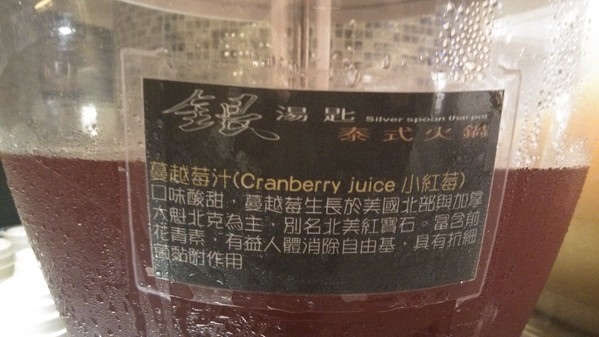 銀湯匙 Silver spoon thai pot
泰式火鍋
蔓越莓汁(Cranberry juice 小紅莓)
口味酸甜，蔓越莓生長於美國北部與加拿
大魁北克為主，別名北美紅寶石。富含前
花青素，有益人體消除自由基，具有抗細
菌黏附作用